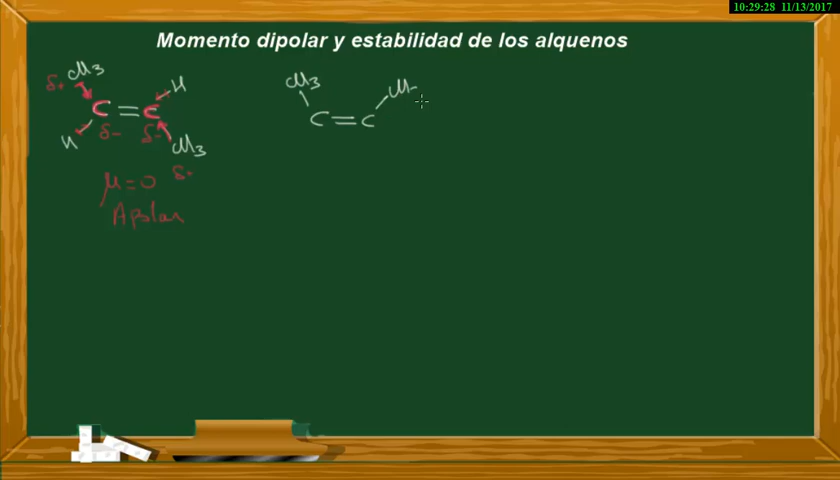 10:29:28 11/13/2017
Momento dipolar y estabilidad de los alquenos
CH3 H
δ+
C = C
H δ- δ- CH3
δ+
μ = 0
Apolar
CH3
C = C